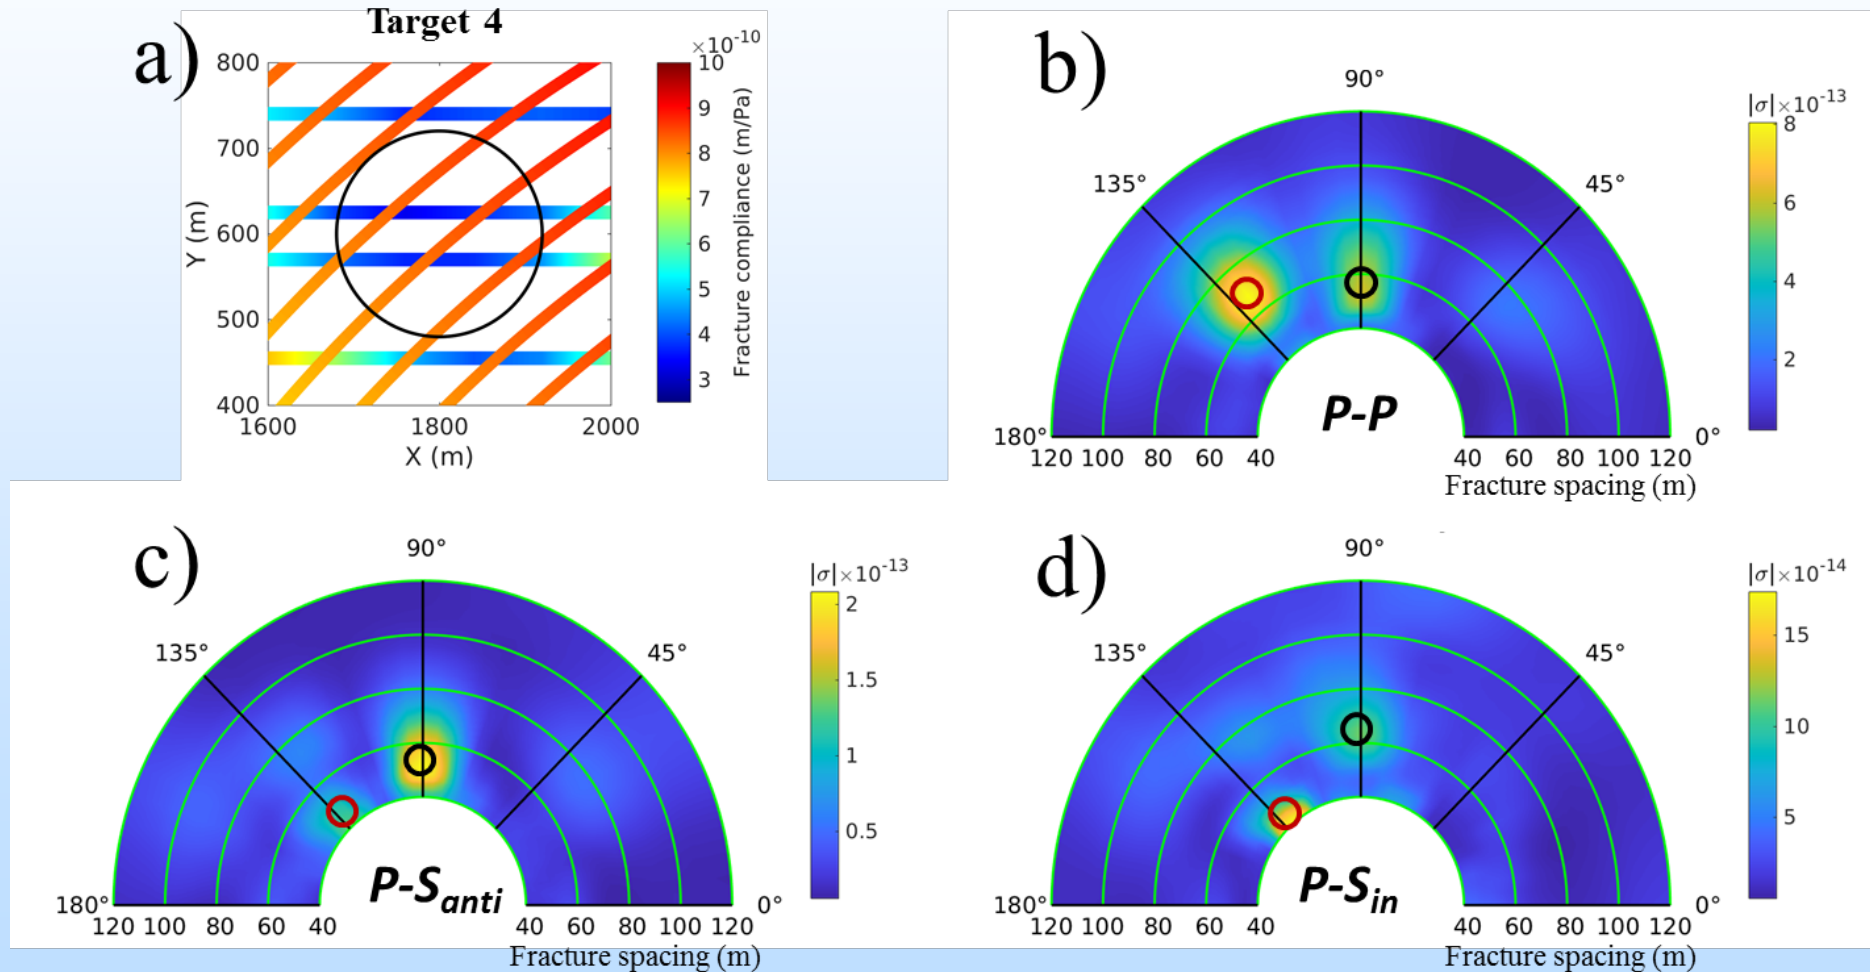 Target 4
a)
×10-10
800
700
600
500
400
Y (m)
1600 1800 2000
X (m)
10
9
8
7
6
5
4
3
Fracture compliance (m/Pa)
b)
90°
135°
45°
180°
0°
120 100 80 60 40
40 60 80 100 120
Fracture spacing (m)
P-P
|σ|×10-13
8
6
4
2
c)
90°
135°
45°
180°
0°
120 100 80 60 40
40 60 80 100 120
Fracture spacing (m)
P-Santi
|σ|×10-13
2
1.5
1
0.5
d)
90°
135°
45°
180°
0°
120 100 80 60 40
40 60 80 100 120
Fracture spacing (m)
P-Sin
|σ|×10-14
15
10
5